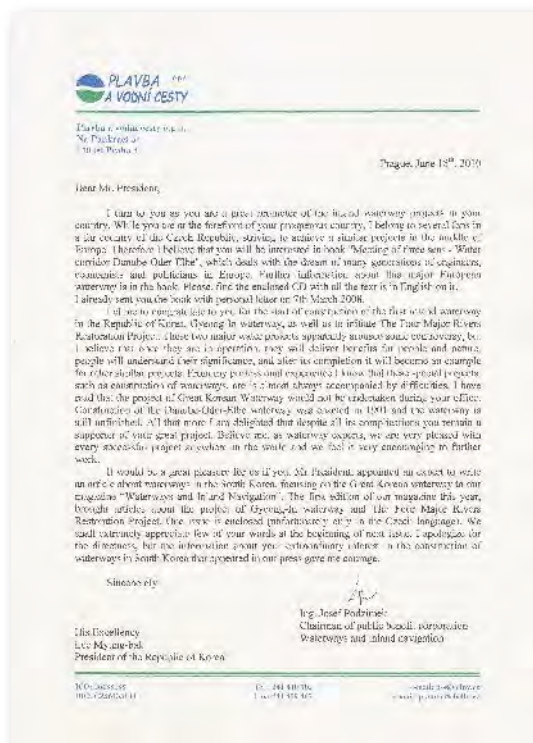 PLAVBA
A VODNÍ CESTY
Plavba a vodní cesty o.p.s.
Na Pankráci
Praha 4
Prague, June 18th, 2010
Dear Mr. President,
I turn to you as you are a great promoter of the inland waterway projects in your
country. While you are at the forefront of your prosperous country, I belong to several fans in
a far country of the Czech Republic, striving to achieve a similar projects in the middle of
Europe. Therefore I believe that you will be interested in book "Meeting of three seas - Water
corridor Danube Oder Elbe", which deals with the dream of many generations of engineers,
economists and politicians in Europe. Further information about this major European
waterway is in the book. Please, find the enclosed CD with all the text in English on it.
I already sent you the book with personal letter on 7th March 2008.
Let me to congratulate to you for the start of construction of the first inland waterway
in the Republic of Korea, Gyeong-In waterway, as well as to initiate The Four Major Rivers
Restoration Project. These two major water projects apparently arouses some controversy, but
I believe that once they are in operation, they will deliver benefits for people and nature,
people will understand their significance, and after its completion it will become an example
for other similar projects. From my professional experience I know that these special projects,
such as construction of waterways, are almost always accompanied by difficulties. I have
read that the project of Great Korean Waterway would not be undertaken during your office.
Construction of the Danube-Oder-Elbe waterway was enacted in 1901 and the waterway is
still unfinished. All that more I am delighted that despite all its complications you remain a
supporter of your great project. Believe me, as waterway experts, we are very pleased with
every successful project anywhere in the world and we feel is very encouraging to further
work.
It would be a great pleasure for us if you, Mr. President, appointed an expert to write
an article about waterways in the South Korea, focusing on the Great Korean waterway to our
magazine "Waterways and Inland Navigation". The first edition of our magazine this year,
brought articles about the project of Gyeong-In waterway and The Four Major Rivers
Restoration Project. One issue is enclosed (unfortunately only in the Czech language). We
shall extremely appreciate few of your words at the beginning of next issue. I apologize for
the directness, but the information about your extraordinary interest in the construction of
waterways in South Korea that appeared in our press gave me courage.
Sincerely
Ing. Josef Podzimek
Chairman of public benefit corporation
Waterways and inland navigation
His Excellency
Lee Myung-bak
President of the Republic of Korea